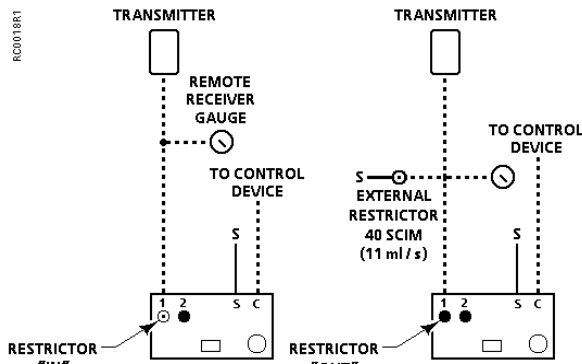 RC0018R1
TRANSMITTER
REMOTE
RECEIVER
GAUGE
TO CONTROL
DEVICE
S
1 2 S C
RESTRICTOR
TRANSMITTER
TO CONTROL
DEVICE
S
EXTERNAL
RESTRICTOR
40 SCIM
(11 ml / s)
S
1 2 S C
RESTRICTOR